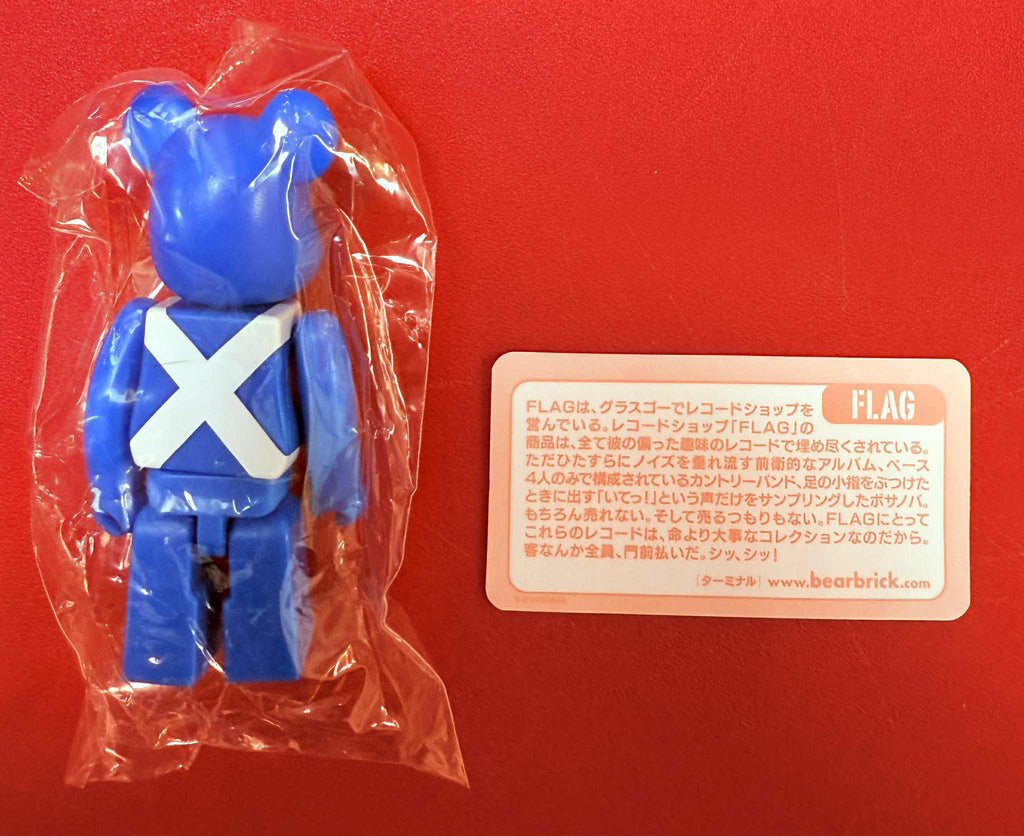 FLAG
FLAGは、グラスゴーでレコードショップを
営んでいる。レコードショップ「FLAG」の
商品は、全て彼の偏った趣味のレコードで埋め尽くされている。
ただひたすらにノイズを垂れ流す前衛的なアルバム、ベース
4人のみで構成されているカントリーバンド、足の小指をぶつけた
ときに出す「いてっ!」という声だけをサンプリングしたボサノバ。
もちろん売れない。そして売るつもりもない。FLAGにとって
これらのレコードは、命より大事なコレクションなのだから。
客なんか全員、門前払いだ。シッ、シッ!
[ターミナル] www.bearbrick.com